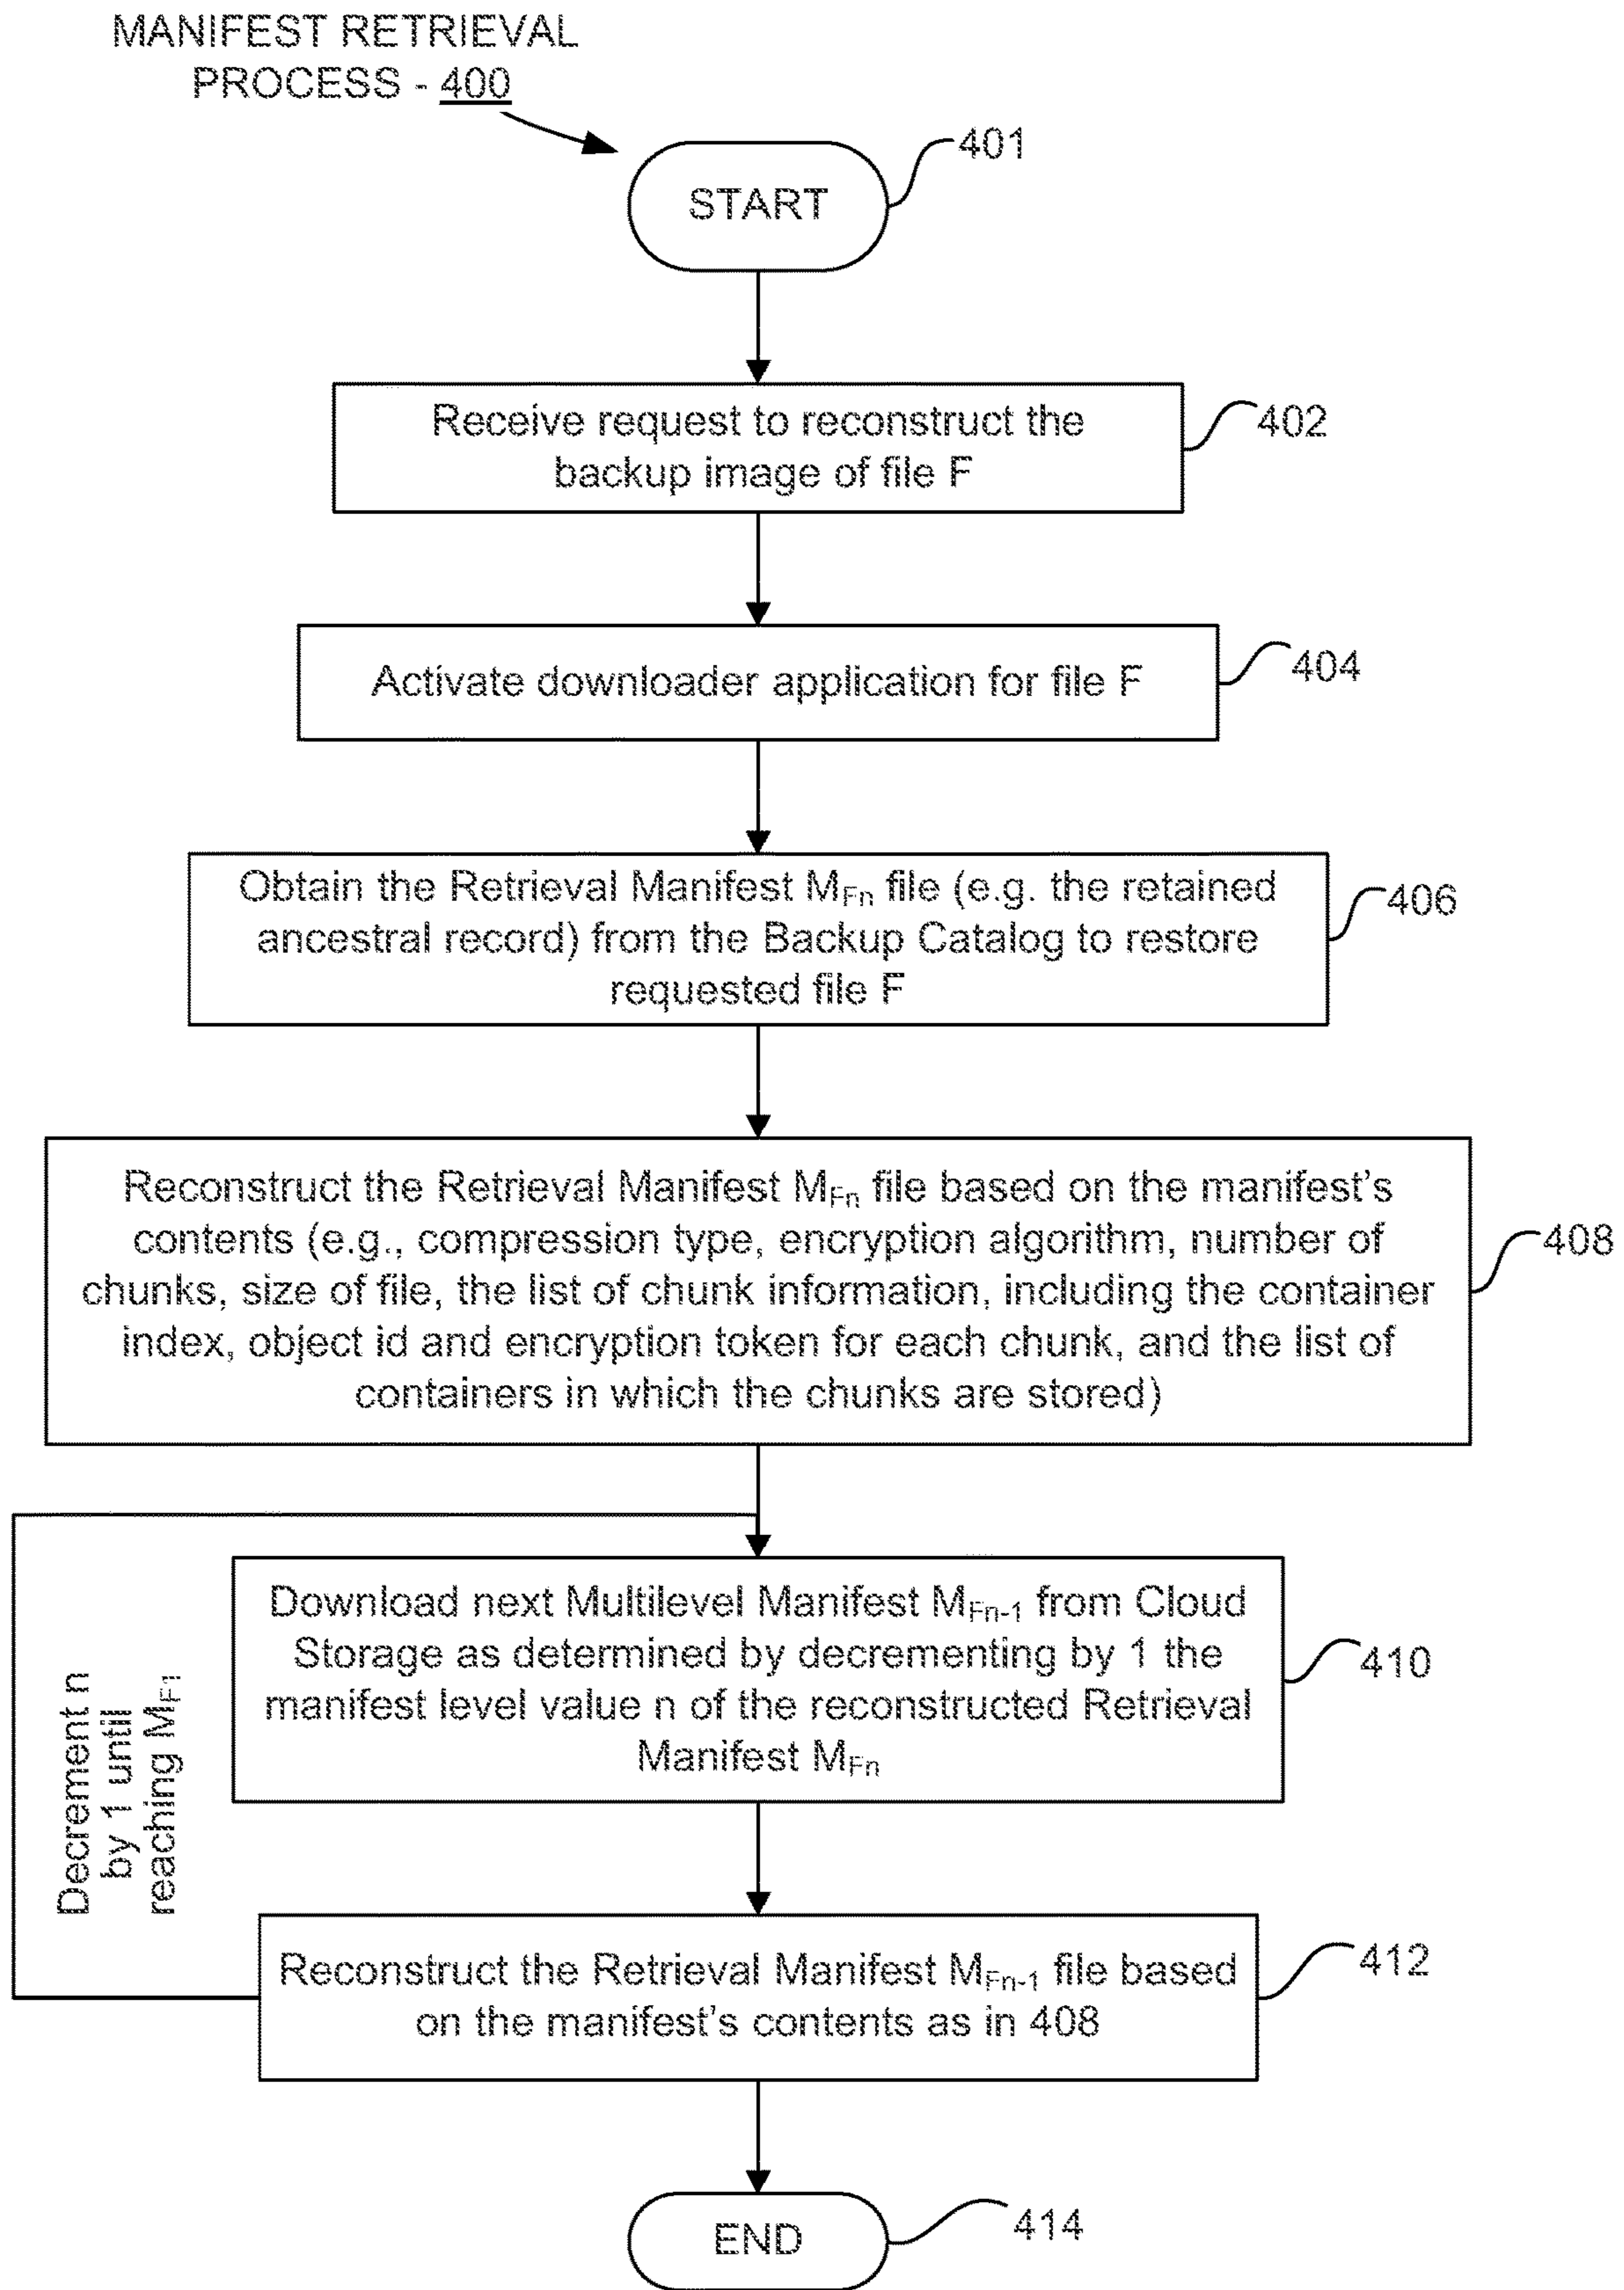 MANIFEST RETRIEVAL
PROCESS - 400
401
START
Receive request to reconstruct the
backup image of file F
402
Activate downloader application for file F
404
Obtain the Retrieval Manifest MFn file (e.g. the retained
ancestral record) from the Backup Catalog to restore
requested file F
406
Reconstruct the Retrieval Manifest MFn file based on the manifest's
contents (e.g., compression type, encryption algorithm, number of
chunks, size of file, the list of chunk information, including the container
index, object id and encryption token for each chunk, and the list of
containers in which the chunks are stored)
408
Download next Multilevel Manifest MFn-1 from Cloud
Storage as determined by decrementing by 1 the
manifest level value n of the reconstructed Retrieval
Manifest MFn
410
Decrement n
by 1 until
reaching MF1
Reconstruct the Retrieval Manifest MFn-1 file based
on the manifest's contents as in 408
412
END
414